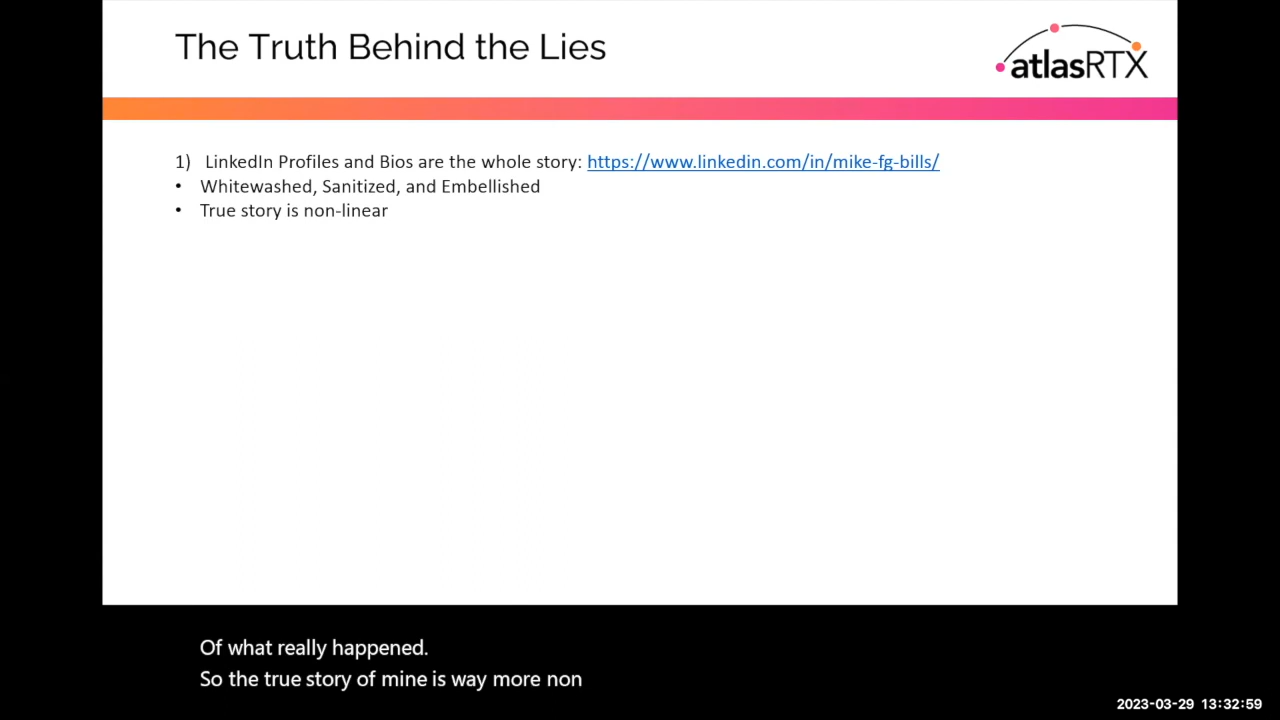 The Truth Behind the Lies
atlasRTX
1) LinkedIn Profiles and Bios are the whole story: https://www.linkedin.com/in/mike-fg-bills/
• Whitewashed, Sanitized, and Embellished
• True story is non-linear
Of what really happened.
So the true story of mine is way more non
2023-03-29 13:32:59